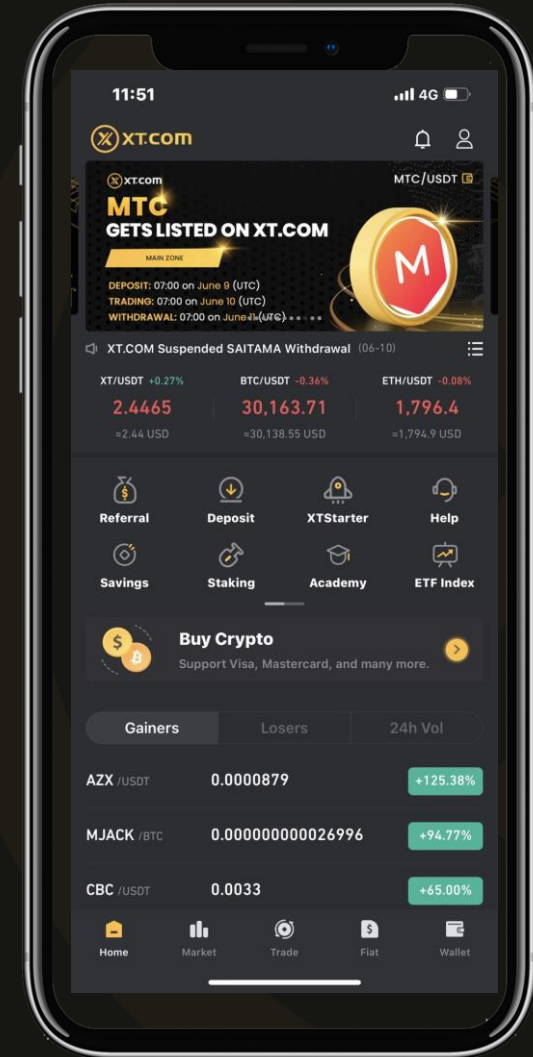 11:51
4G
XT.COM
XT.COM
MTC/USDT
MTC
GETS LISTED ON XT.COM
MAIN ZONE
DEPOSIT: 07:00 on June 9 (UTC)
TRADING: 07:00 on June 10 (UTC)
WITHDRAWAL: 07:00 on June 11 (UTC)
M
XT.COM Suspended SAITAMA Withdrawal (06-10)
XT/USDT +0.27% BTC/USDT -0.36% ETH/USDT -0.08%
2.4465 30,163.71 1,796.4
≈2.44 USD ≈30,138.55 USD ≈1,794.9 USD
Referral Deposit XTStarter Help
Savings Staking Academy ETF Index
Buy Crypto
Support Visa, Mastercard, and many more.
Gainers Losers 24h Vol
AZX /USDT 0.0000879 +125.38%
MJACK /BTC 0.000000000026996 +94.77%
CBC /USDT 0.0033 +65.00%
Home Market Trade Fiat Wallet